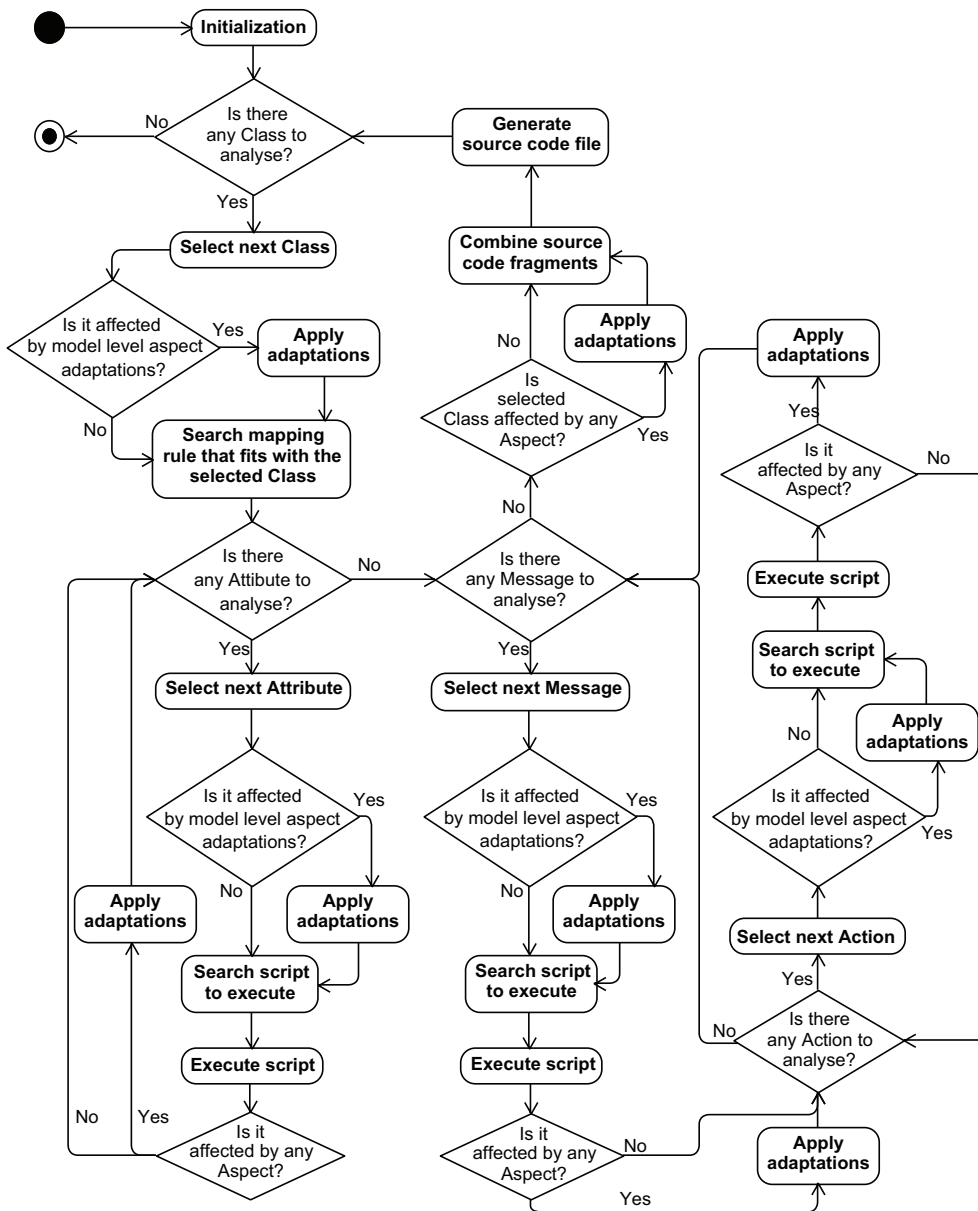 Initialization
Is there
any Class to
analyse?
No
Yes
Generate
source code file
Select next Class
Combine source
code fragments
Is it affected
by model level aspect
adaptations?
Yes
No
Apply
adaptations
Search mapping
rule that fits with the
selected Class
Apply
adaptations
No
Is
selected
Class affected by any
Aspect?
Yes
No
Apply
adaptations
Yes
Is it
affected by any
Aspect?
No
Is there
any Attibute to
analyse?
No
Yes
Is there
any Message to
analyse?
Yes
Execute script
Search script
to execute
Select next Attribute
Select next Message
No
Apply
adaptations
Is it affected
by model level aspect
adaptations?
Yes
No
Is it affected
by model level aspect
adaptations?
Yes
No
Is it affected
by model level aspect
adaptations?
Yes
Apply
adaptations
Apply
adaptations
Apply
adaptations
Select next Action
Search script
to execute
Search script
to execute
Yes
Is there
any Action to
analyse?
No
Execute script
Execute script
No
Yes
Is it
affected by any
Aspect?
Is it
affected by any
Aspect?
No
Yes
Apply
adaptations